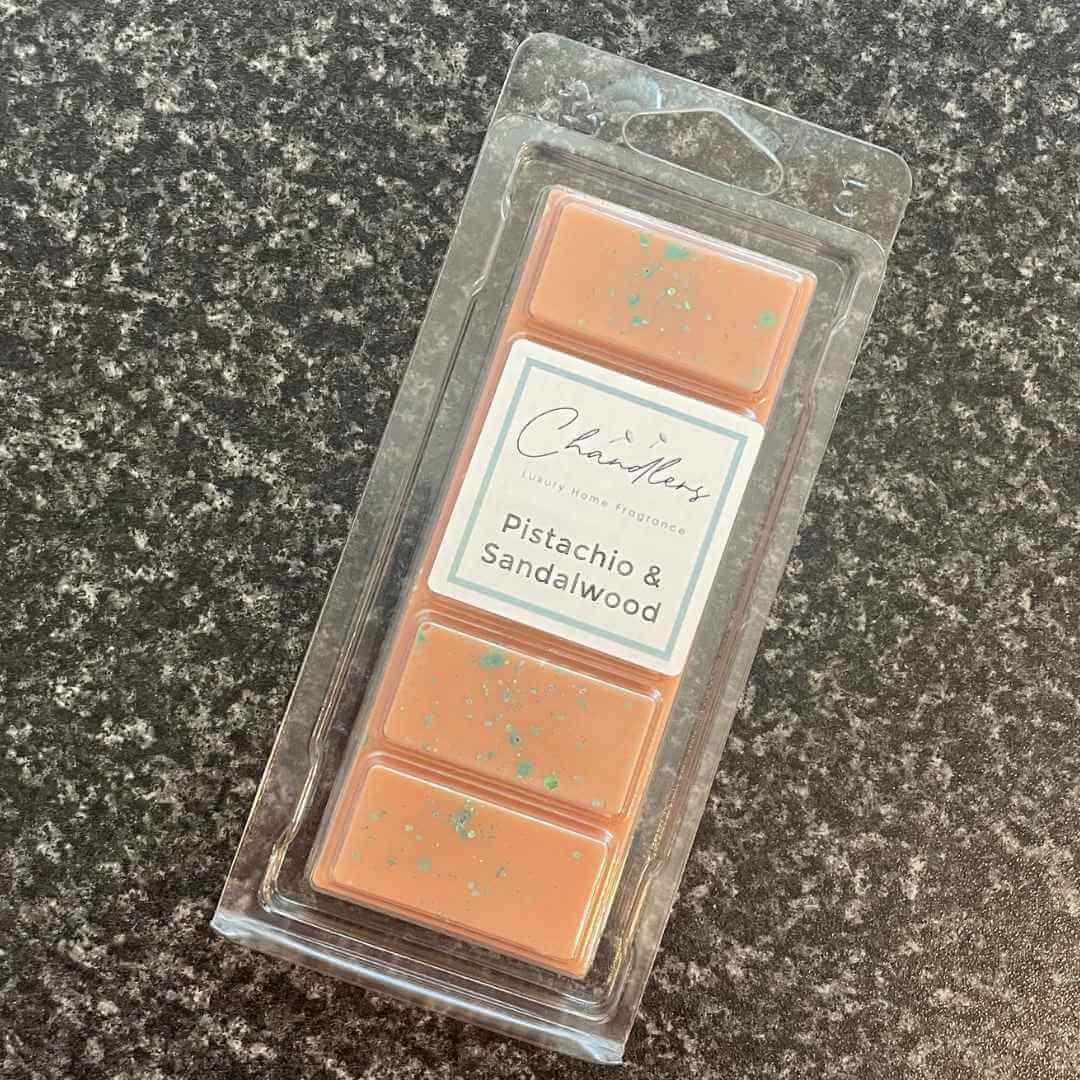 Chandlers
Luxury Home Fragrance
Pistachio &
Sandalwood